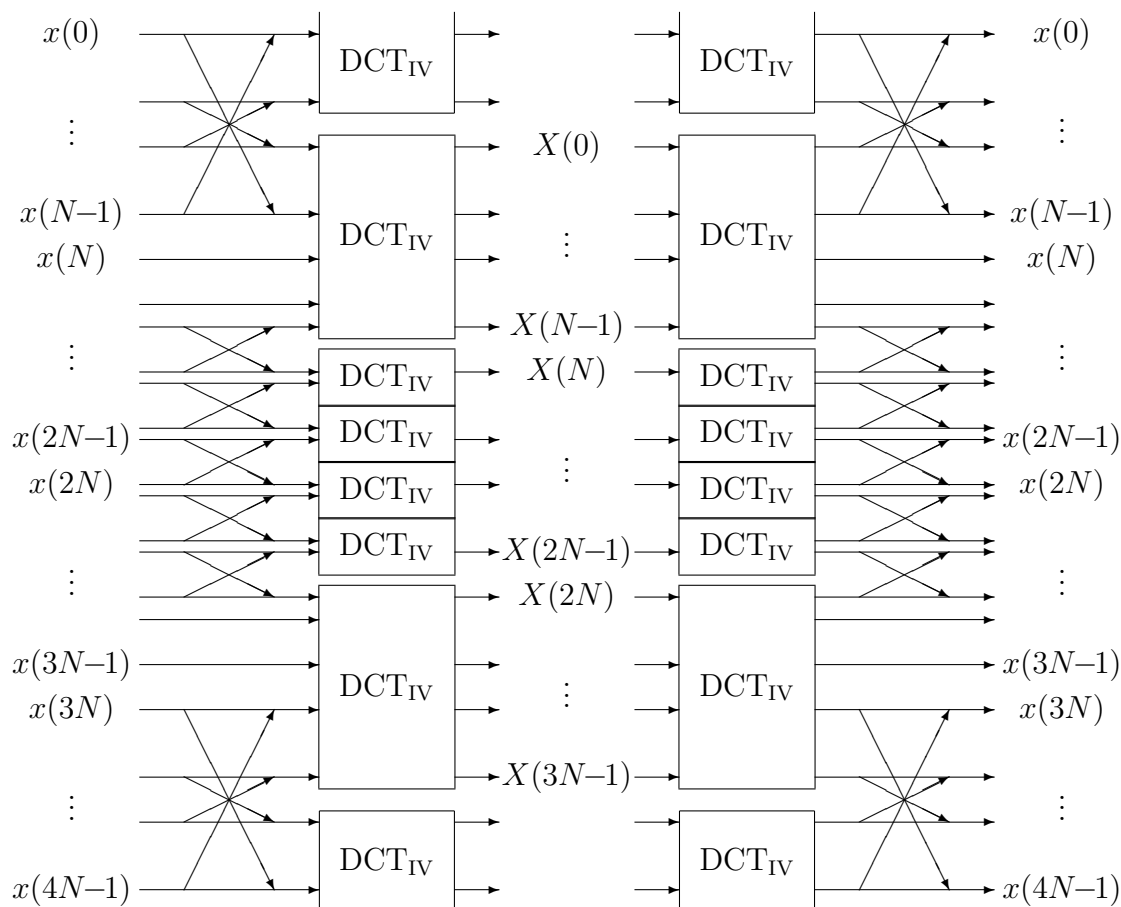 x(0) DCT_IV DCT_IV x(0)
⋮ ⋮
X(0)
x(N−1) DCT_IV DCT_IV x(N−1)
⋮
x(N) x(N)
X(N−1)
⋮ ⋮
DCT_IV X(N) DCT_IV
x(2N−1) DCT_IV DCT_IV x(2N−1)
⋮
x(2N) DCT_IV DCT_IV x(2N)
DCT_IV X(2N−1) DCT_IV
⋮ ⋮
X(2N)
x(3N−1) x(3N−1)
DCT_IV ⋮ DCT_IV
x(3N) x(3N)
X(3N−1)
⋮ ⋮
DCT_IV DCT_IV
x(4N−1) x(4N−1)